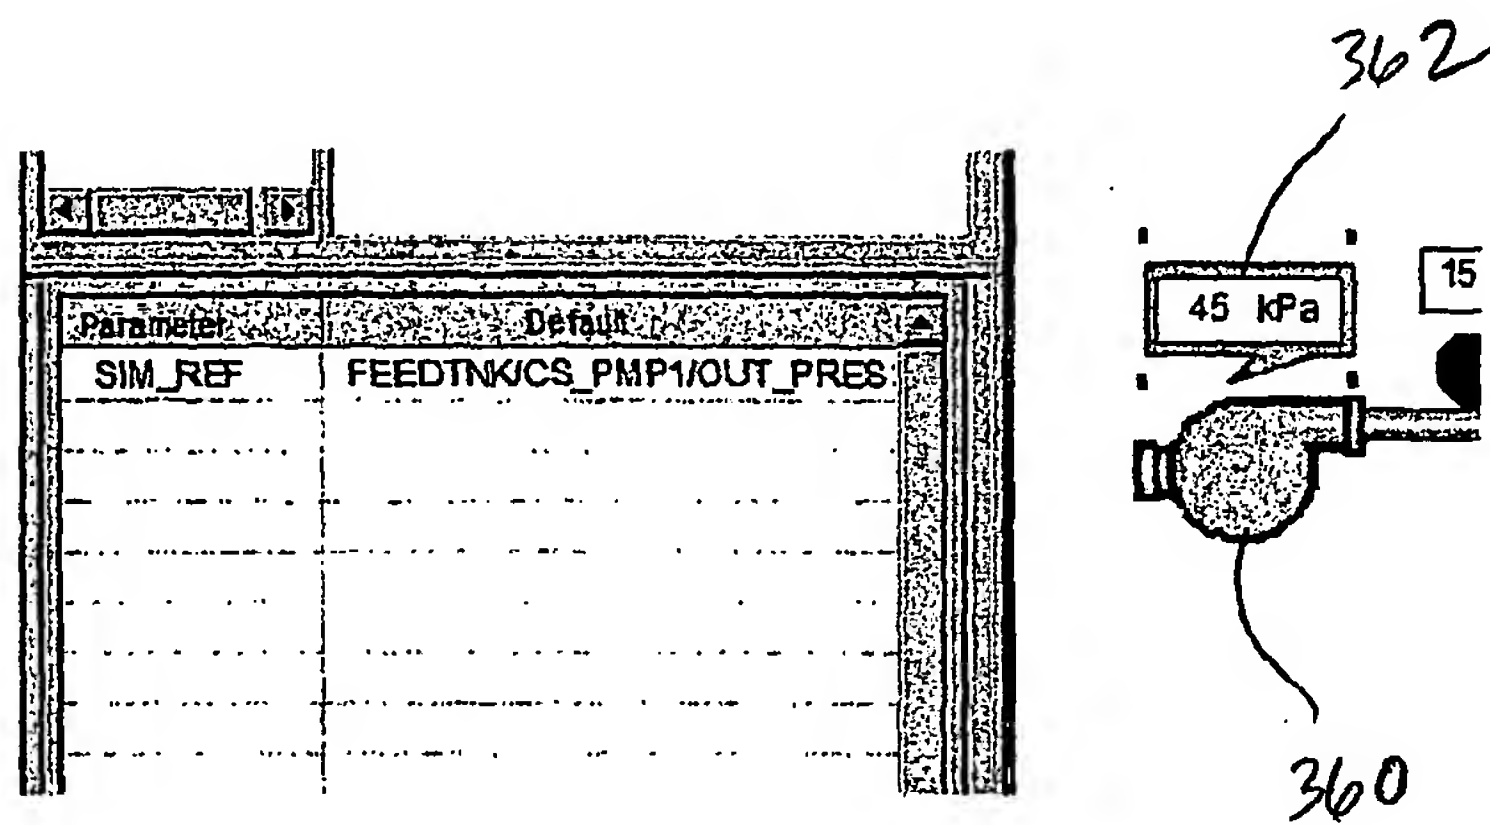 362
15
45 kPa
Parameter Default
SIM_REF FEEDTNK/CS_PMP1/OUT_PRES
360